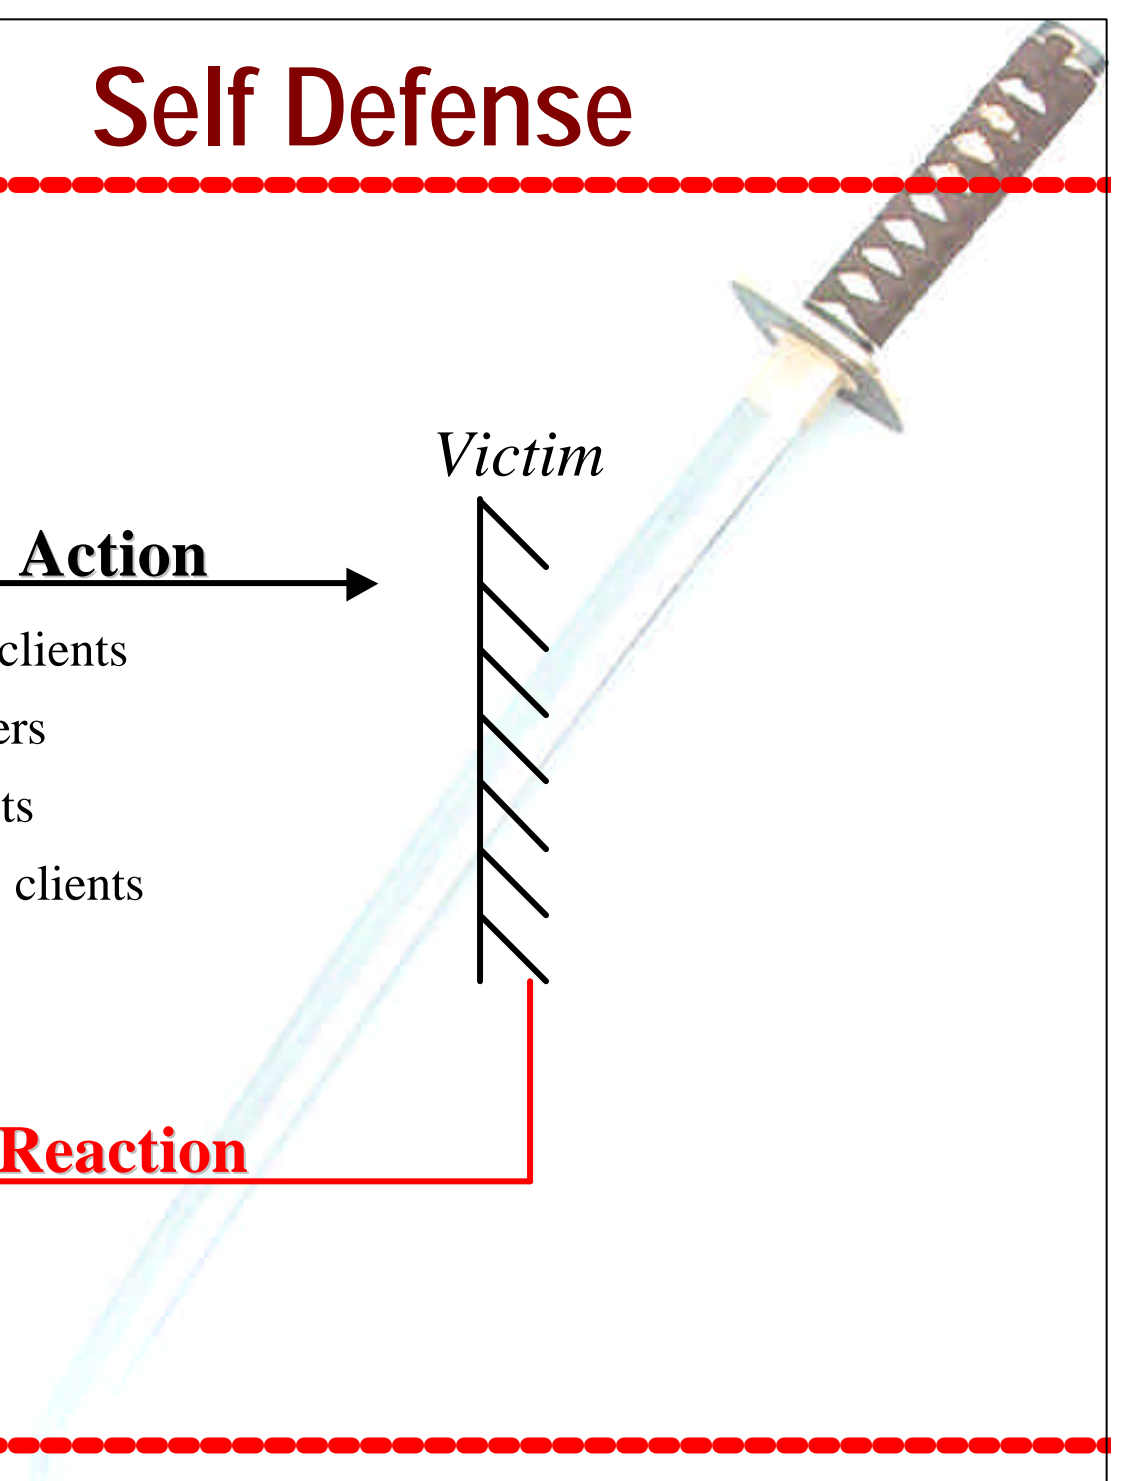 Self Defense
Victim
Action
clients
ers
ts
clients
Reaction